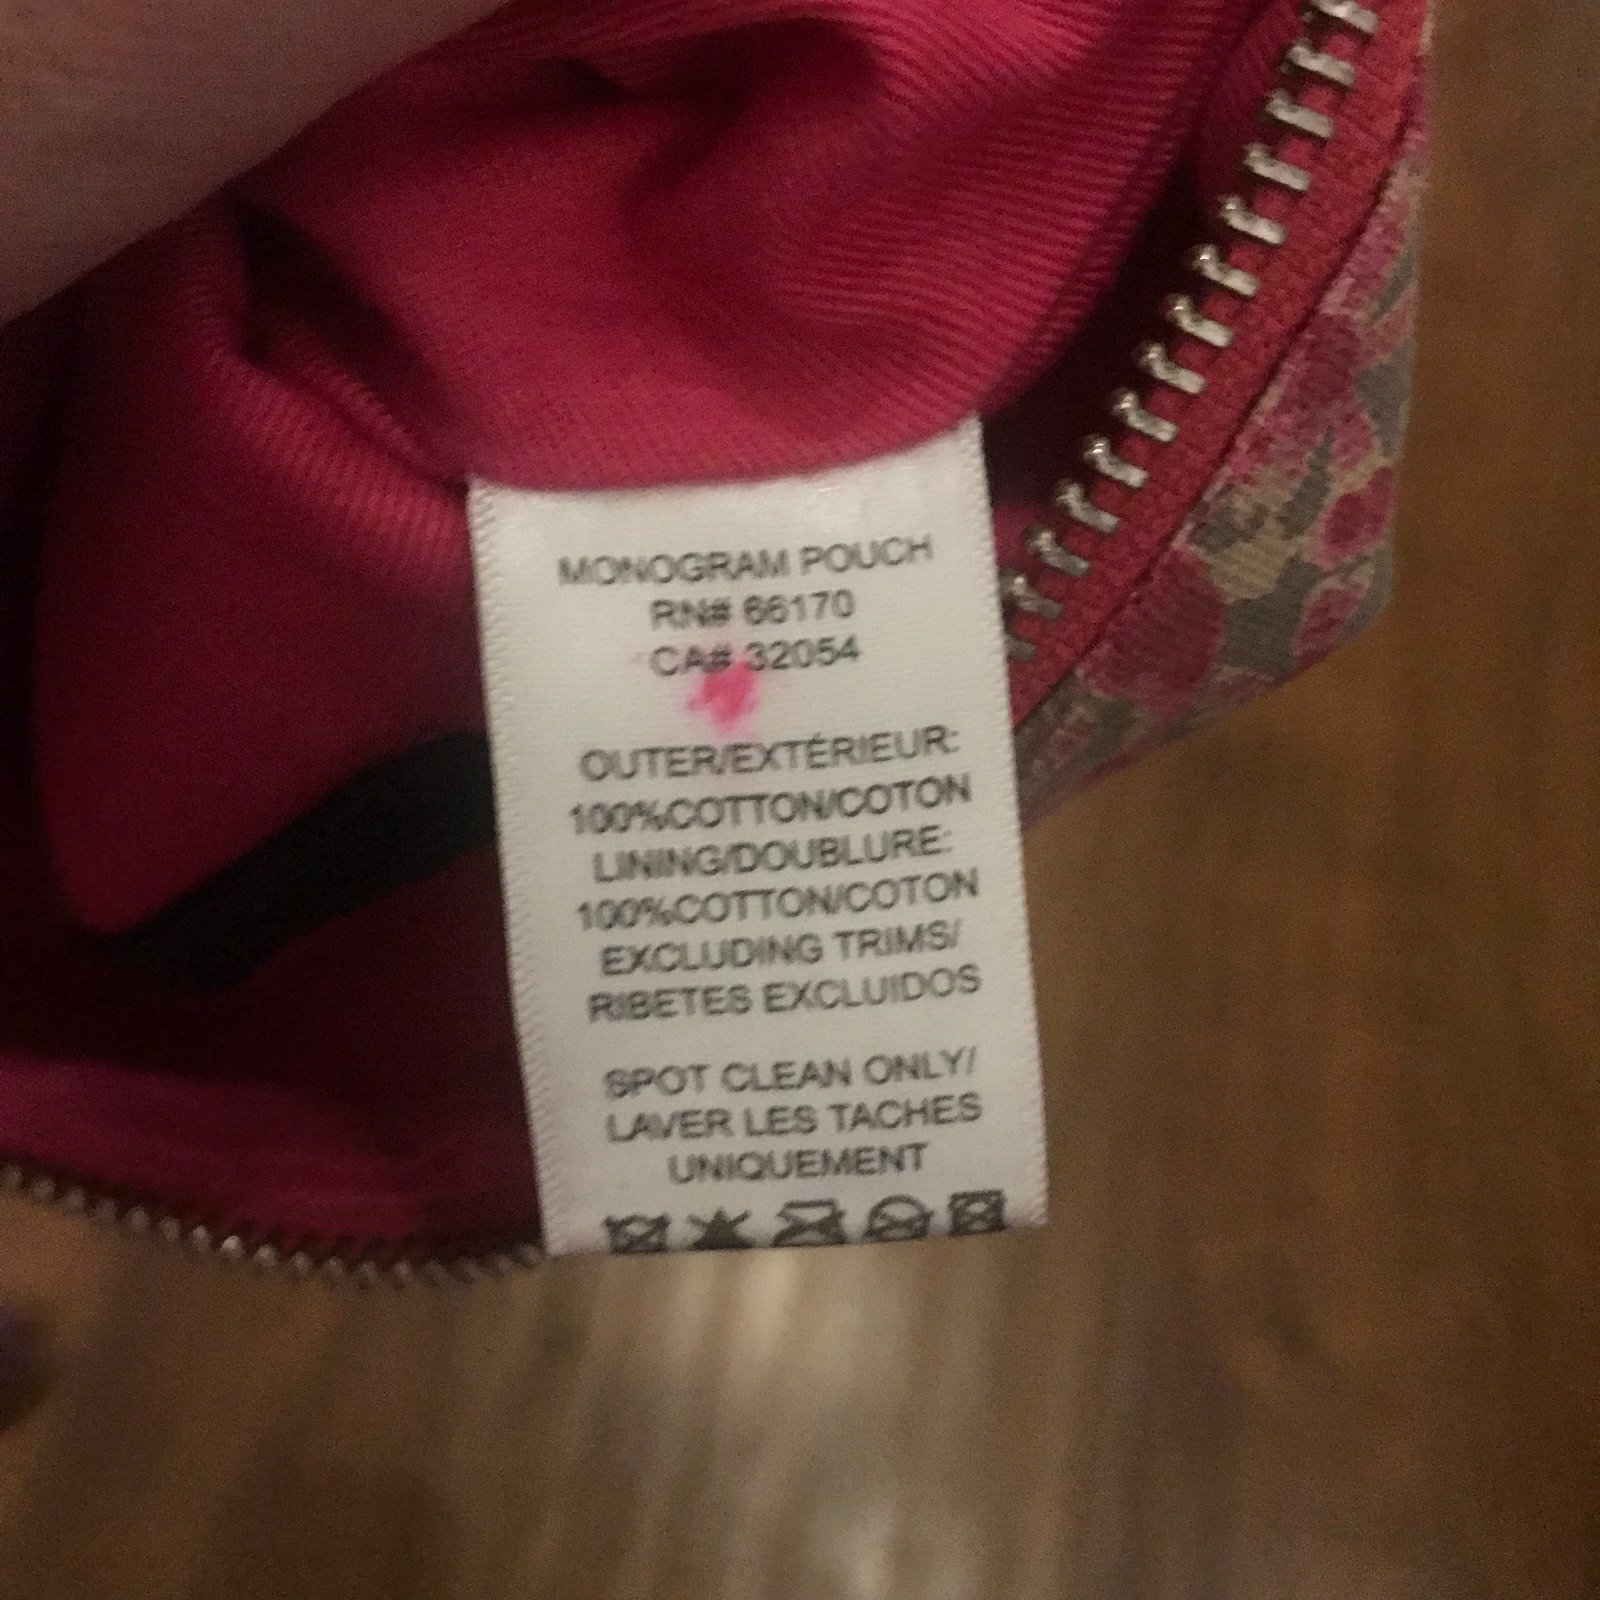 MONOGRAM POUCH
RN# 66170
CA# 32054
OUTER/EXTÉRIEUR:
100%COTTON/COTON
LINING/DOUBLURE:
100%COTTON/COTON
EXCLUDING TRIMS/
RIBETES EXCLUIDOS
SPOT CLEAN ONLY/
LAVER LES TACHES
UNIQUEMENT